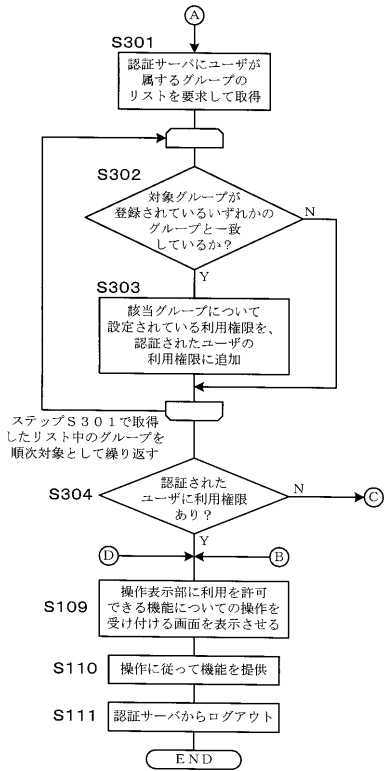 A
S301
認証サーバにユーザが
属するグループの
リストを要求して取得
S302
対象グループが
登録されているいずれかの
グループと一致
しているか？
N
Y
S303
該当グループについて
設定されている利用権限を、
認証されたユーザの
利用権限に追加
ステップＳ３０１で取得
したリスト中のグループを
順次対象として繰り返す
S304
認証された
ユーザに利用権限
あり？
N
C
Y
D
B
S109
操作表示部に利用を許可
できる機能についての操作を
受け付ける画面を表示させる
S110
操作に従って機能を提供
S111
認証サーバからログアウト
END